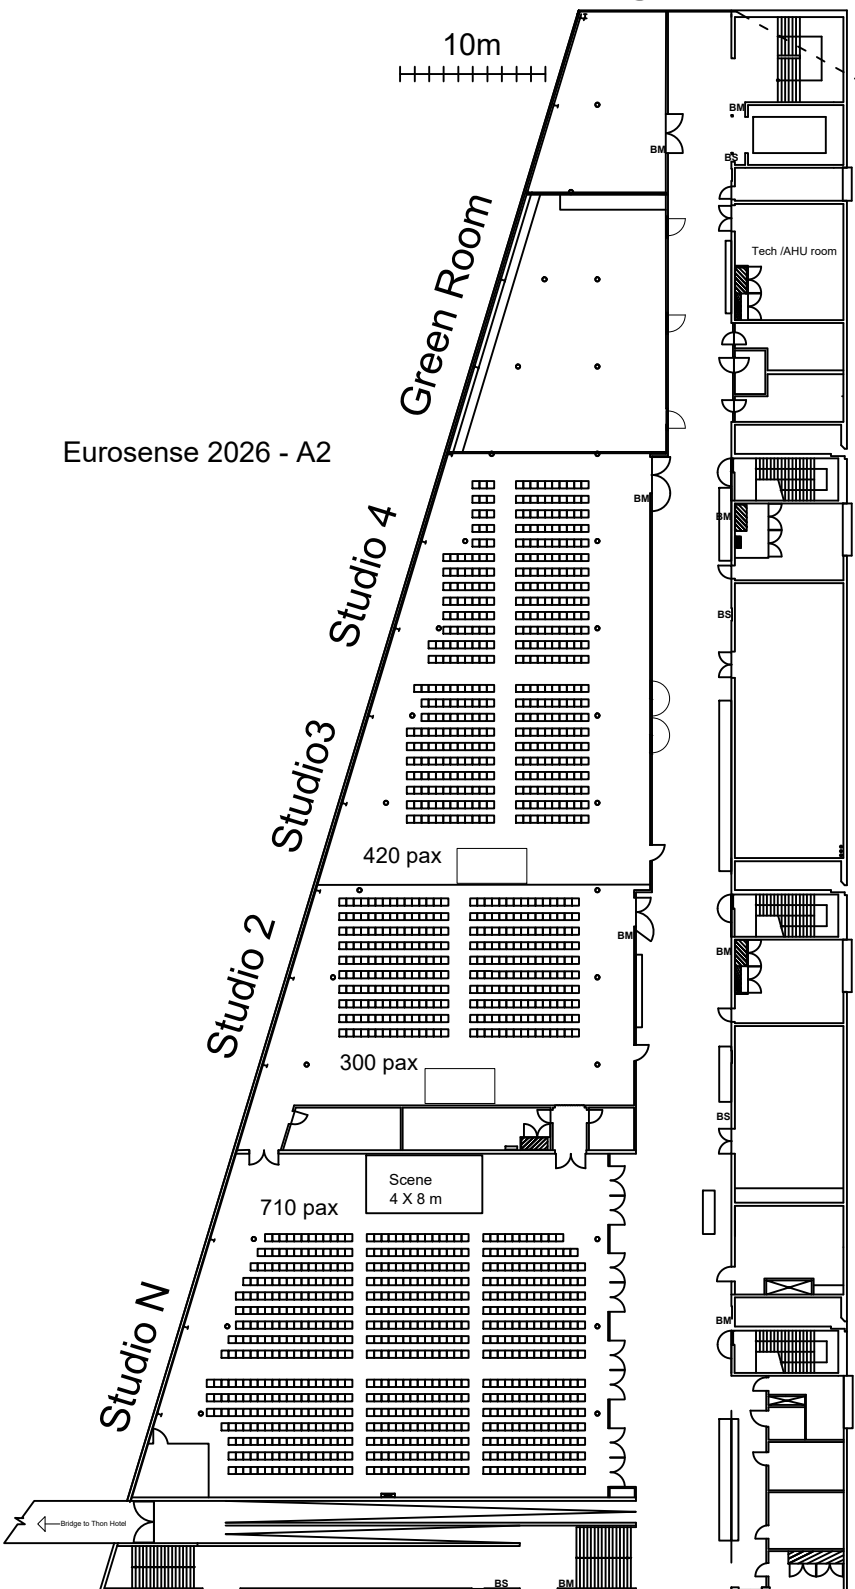 10m
BM
BM
BS
Green Room
Tech /AHU room
Eurosense 2026 - A2
Studio 4
BM
BM
BS
Studio3
420 pax
Studio 2
BM
BM
300 pax
BS
Scene
4 X 8 m
710 pax
Studio N
BM
Bridge to Thon Hotel
BS
BM